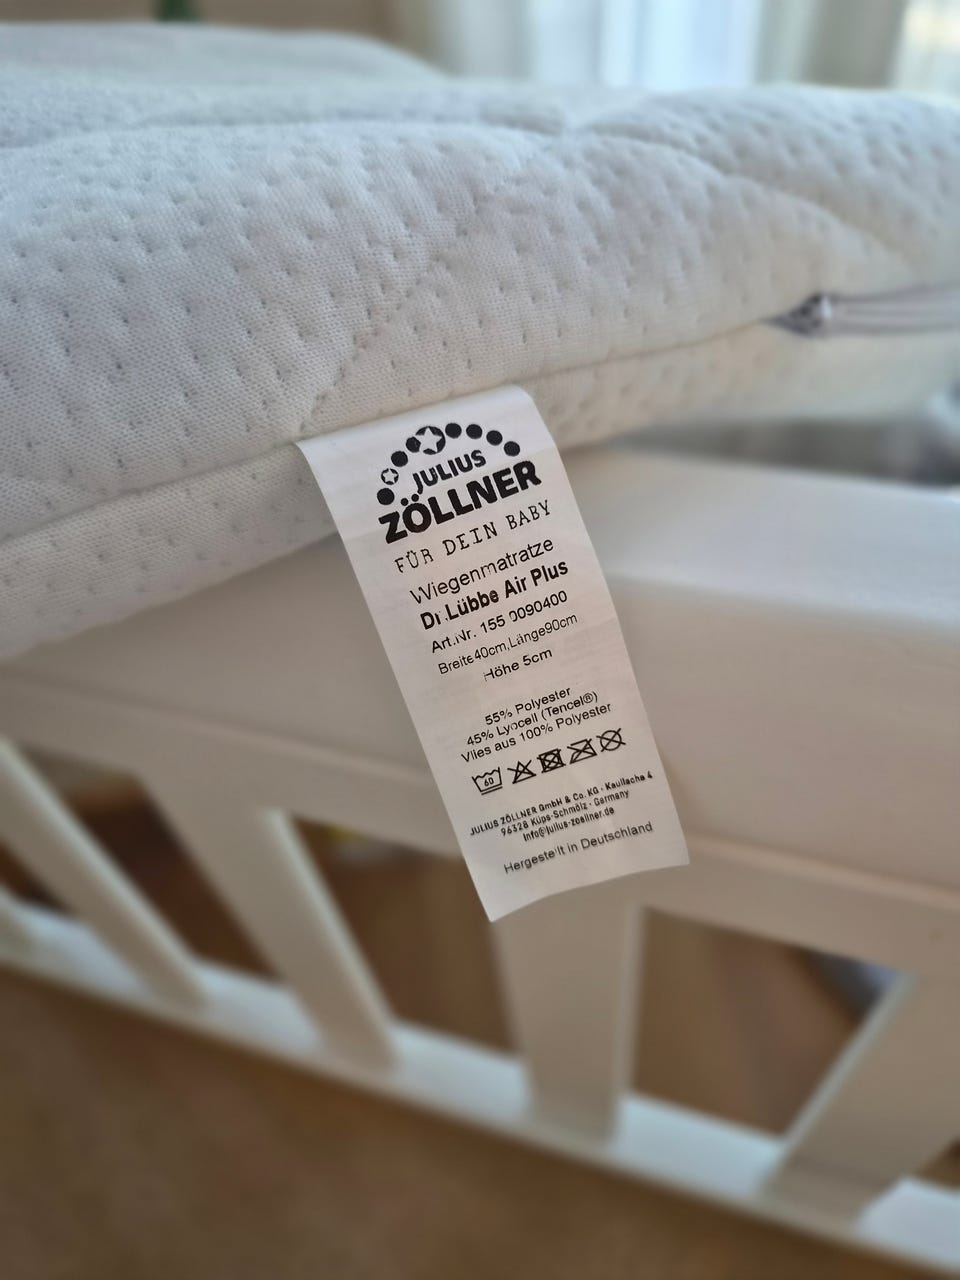 JULIUS
ZÖLLNER
FÜR DEIN BABY
Wiegenmatratze
Dr.Lübbe Air Plus
Art.Nr. 155 0090400
Breite40cm,Länge90cm
Höhe 5cm
55% Polyester
45% Lyocell (Tencel®)
Vlies aus 100% Polyester
60
JULIUS ZÖLLNER GmbH & Co. KG · Kaullache 4
96328 Küps-Schmölz · Germany
info@julius-zoellner.de
Hergestellt in Deutschland